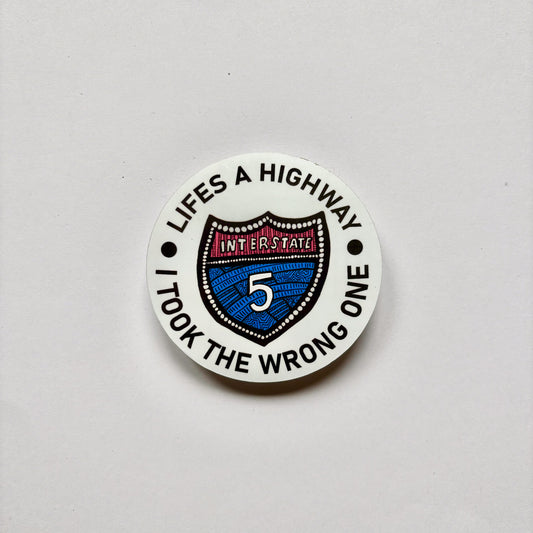 LIFES A HIGHWAY
INTERSTATE
5
I TOOK THE WRONG ONE